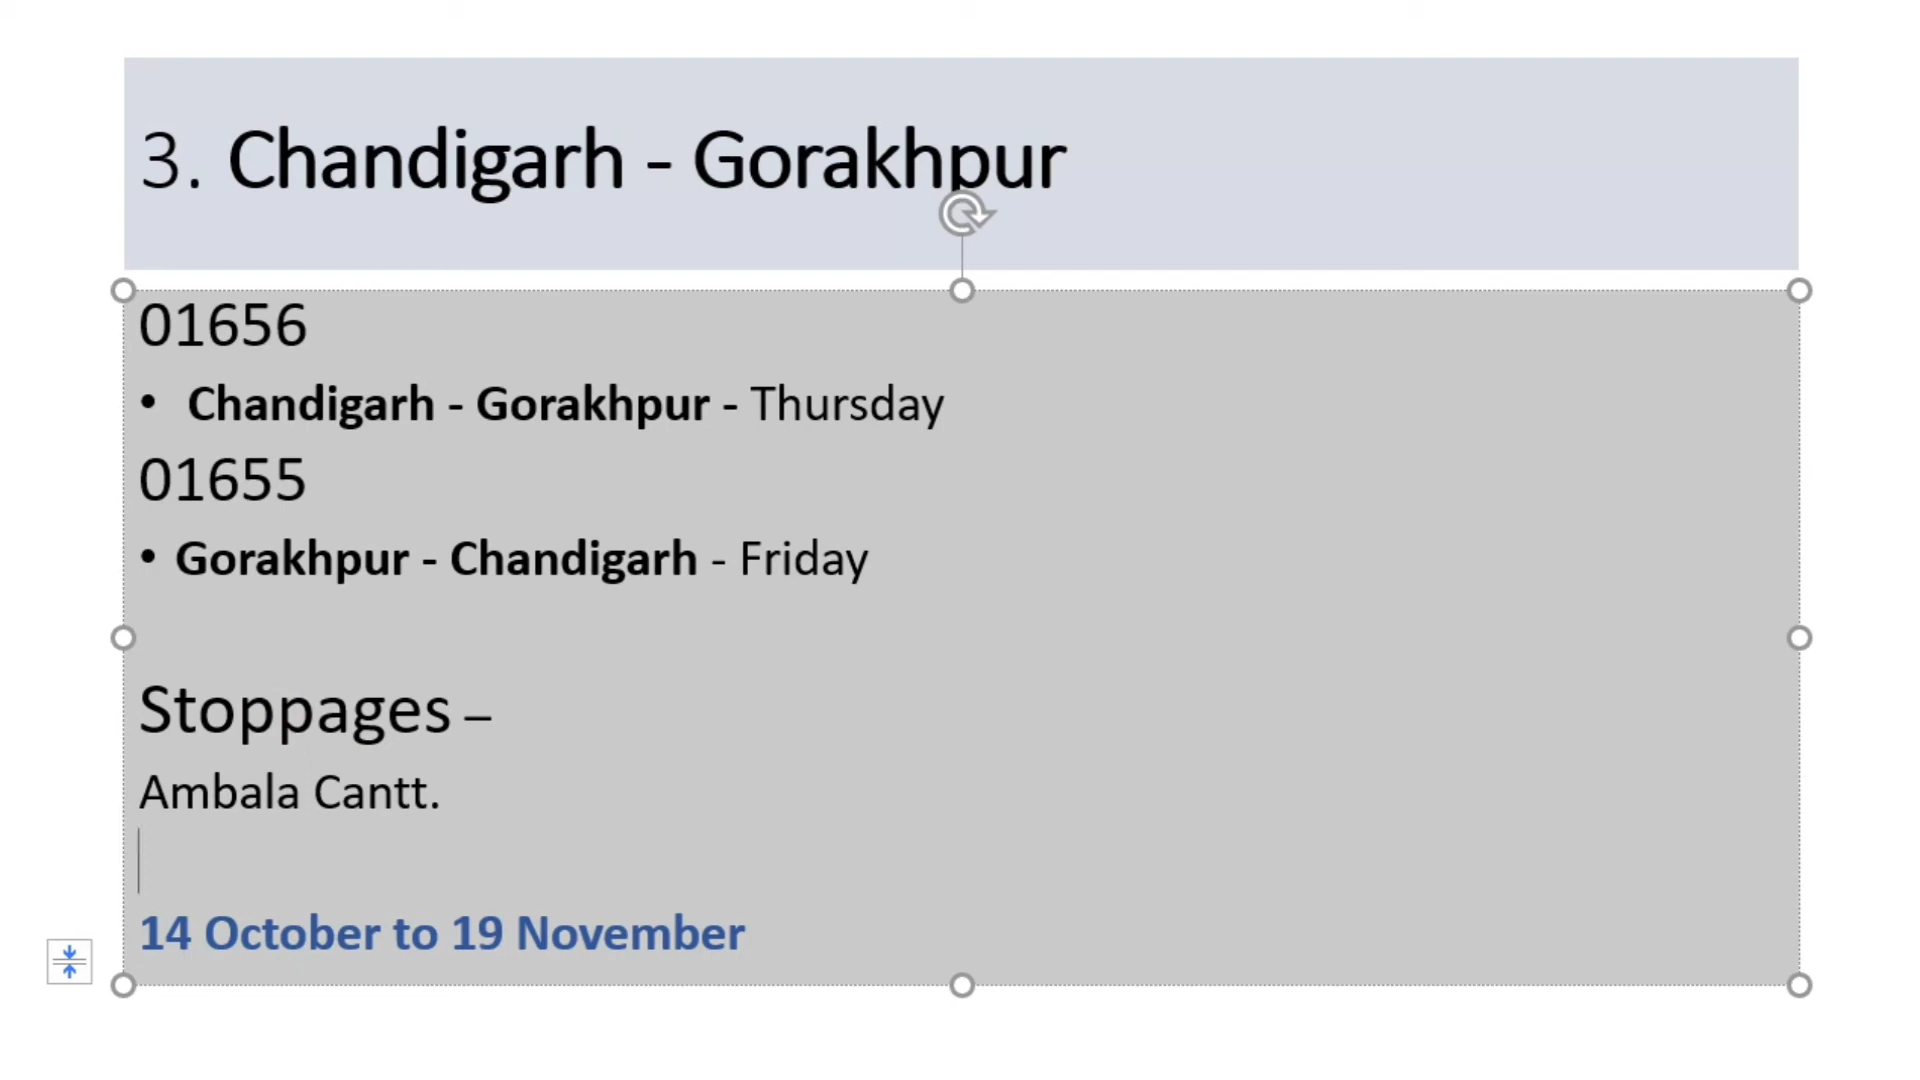 3. Chandigarh - Gorakhpur
01656
• Chandigarh - Gorakhpur - Thursday
01655
• Gorakhpur - Chandigarh - Friday
Stoppages –
Ambala Cantt.
14 October to 19 November